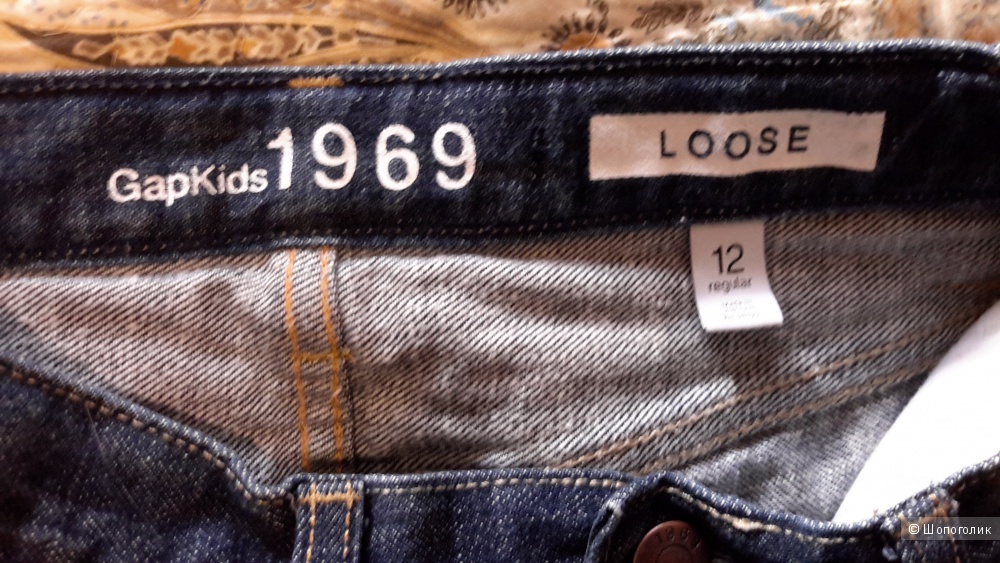 GapKids 1969
LOOSE
12
regular
© Шопоголик